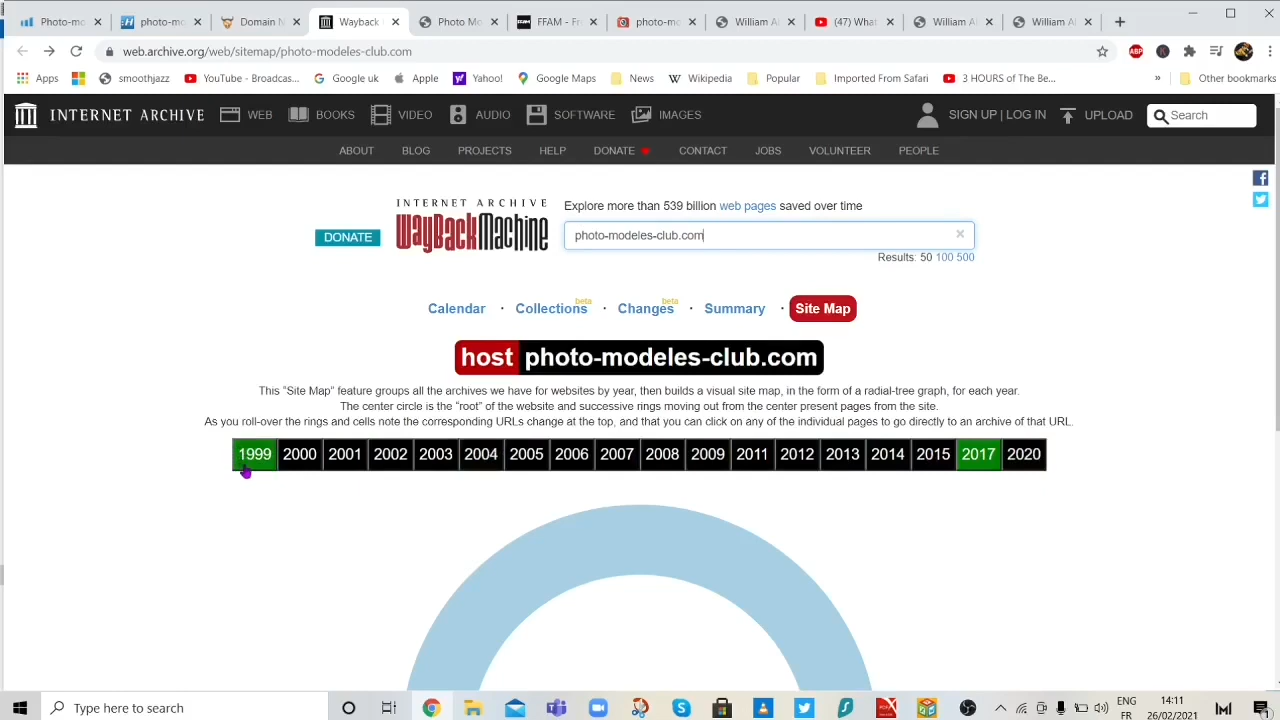 Photo-mo
photo-mo
Domain N
Wayback
Photo Mo
FFAM - Fr
photo-mo
William A
(47) What
William A
William A
web.archive.org/web/sitemap/photo-modeles-club.com
ABP
Apps
smoothjazz
YouTube - Broadcas...
Google uk
Apple
Yahoo!
Google Maps
News
Wikipedia
Popular
Imported From Safari
3 HOURS of The Be...
»
Other bookmarks
INTERNET ARCHIVE
WEB
BOOKS
VIDEO
AUDIO
SOFTWARE
IMAGES
SIGN UP | LOG IN
UPLOAD
Search
ABOUT
BLOG
PROJECTS
HELP
DONATE
CONTACT
JOBS
VOLUNTEER
PEOPLE
DONATE
INTERNET ARCHIVE
WayBackMachine
Explore more than 539 billion web pages saved over time
photo-modeles-club.com
Results: 50 100 500
Calendar · Collections beta · Changes beta · Summary · Site Map
host photo-modeles-club.com
This "Site Map" feature groups all the archives we have for websites by year, then builds a visual site map, in the form of a radial-tree graph, for each year.
The center circle is the "root" of the website and successive rings moving out from the center present pages from the site.
As you roll-over the rings and cells note the corresponding URLs change at the top, and that you can click on any of the individual pages to go directly to an archive of that URL.
1999 2000 2001 2002 2003 2004 2005 2006 2007 2008 2009 2011 2012 2013 2014 2015 2017 2020
Type here to search
ENG
FR
14:11
26/02/2021